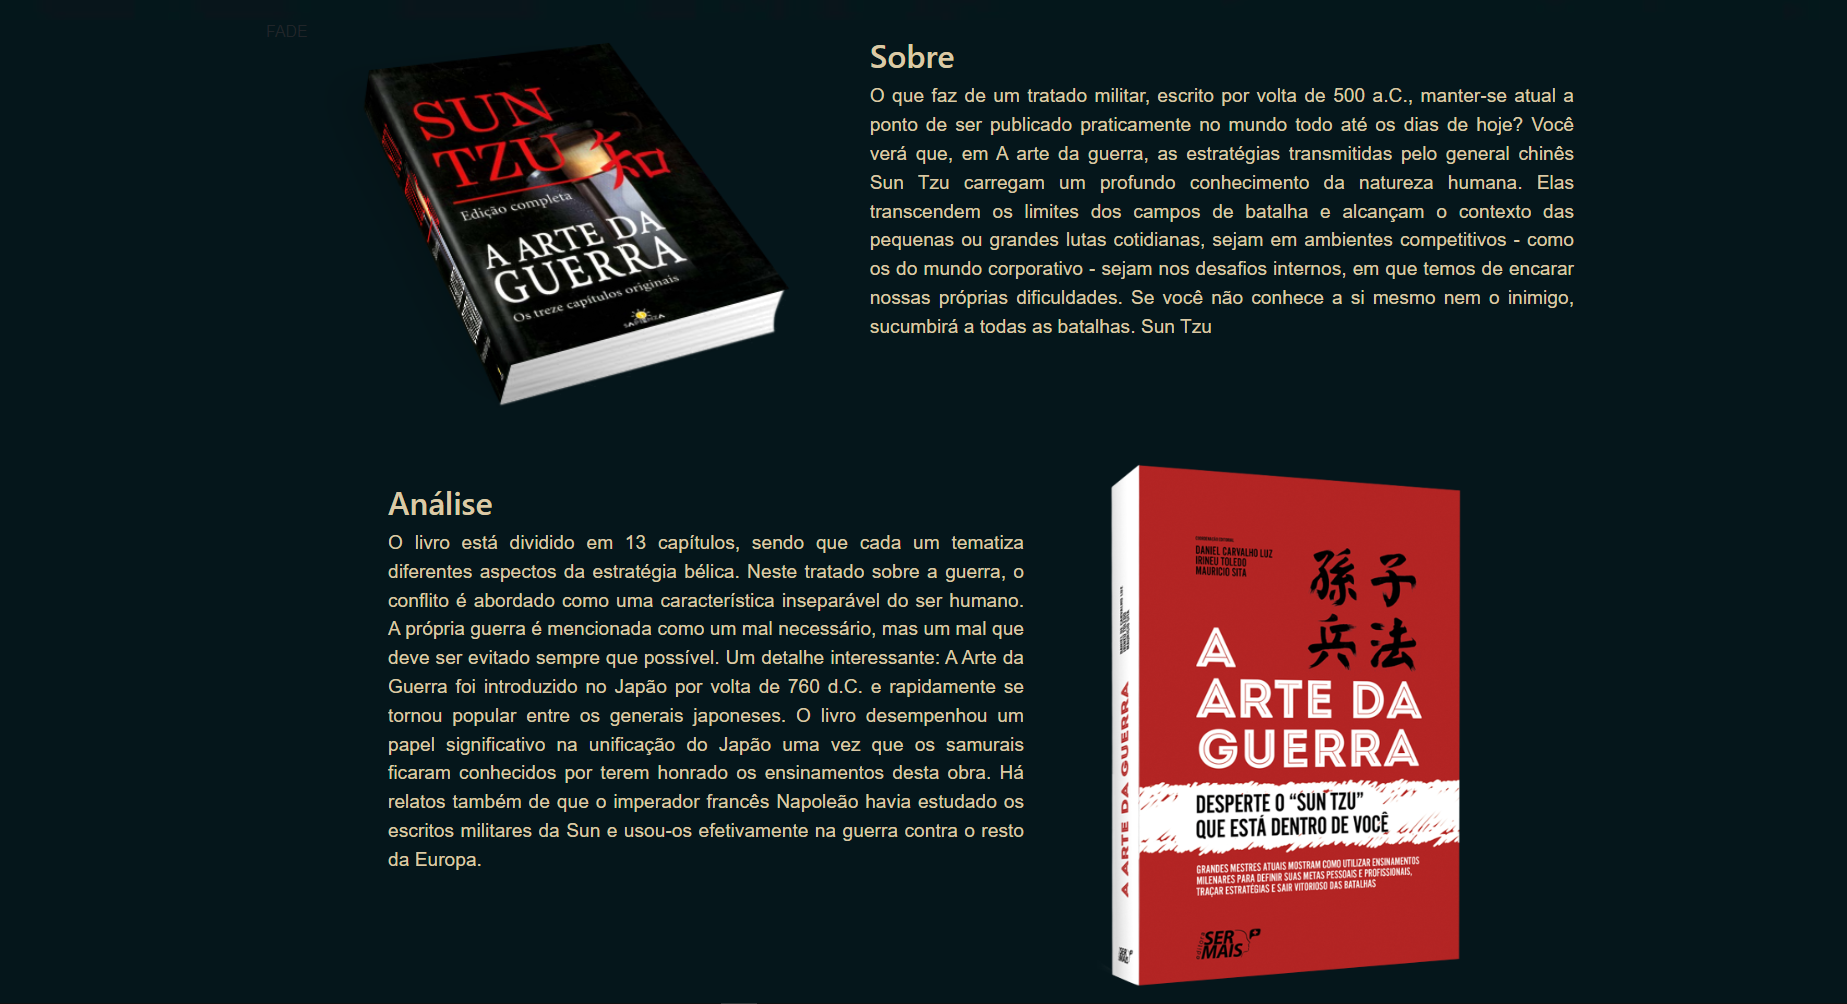 FADE
SUN
TZU
和
Edição completa
A ARTE DA
GUERRA
Os treze capítulos originais
SAPIENZA
Sobre
O que faz de um tratado militar, escrito por volta de 500 a.C., manter-se atual a
ponto de ser publicado praticamente no mundo todo até os dias de hoje? Você
verá que, em A arte da guerra, as estratégias transmitidas pelo general chinês
Sun Tzu carregam um profundo conhecimento da natureza humana. Elas
transcendem os limites dos campos de batalha e alcançam o contexto das
pequenas ou grandes lutas cotidianas, sejam em ambientes competitivos - como
os do mundo corporativo - sejam nos desafios internos, em que temos de encarar
nossas próprias dificuldades. Se você não conhece a si mesmo nem o inimigo,
sucumbirá a todas as batalhas. Sun Tzu
Análise
O livro está dividido em 13 capítulos, sendo que cada um tematiza
diferentes aspectos da estratégia bélica. Neste tratado sobre a guerra, o
conflito é abordado como uma característica inseparável do ser humano.
A própria guerra é mencionada como um mal necessário, mas um mal que
deve ser evitado sempre que possível. Um detalhe interessante: A Arte da
Guerra foi introduzido no Japão por volta de 760 d.C. e rapidamente se
tornou popular entre os generais japoneses. O livro desempenhou um
papel significativo na unificação do Japão uma vez que os samurais
ficaram conhecidos por terem honrado os ensinamentos desta obra. Há
relatos também de que o imperador francês Napoleão havia estudado os
escritos militares da Sun e usou-os efetivamente na guerra contra o resto
da Europa.
DANIEL CARVALHO LUZ
IRINEU TOLEDO
MAURICIO SITA
孫子
兵法
A
ARTE DA
GUERRA
DESPERTE O “SUN TZU”
QUE ESTÁ DENTRO DE VOCÊ
GRANDES MESTRES ATUAIS MOSTRAM COMO UTILIZAR ENSINAMENTOS
MILENARES PARA DEFINIR SUAS METAS PESSOAIS E PROFISSIONAIS,
TRAÇAR ESTRATÉGIAS E SAIR VITORIOSO DAS BATALHAS
editora
SER
MAIS
A ARTE DA GUERRA